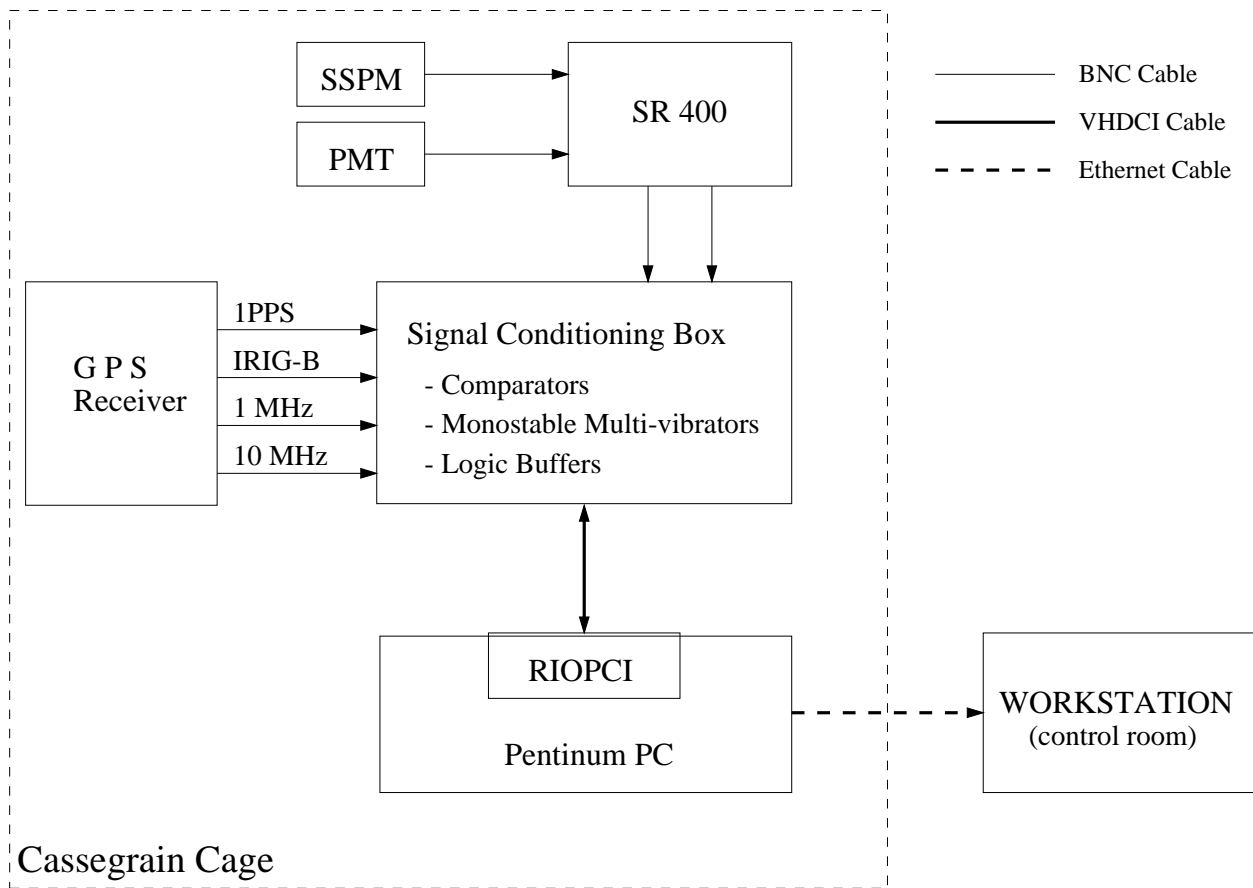 SSPM
PMT
SR 400
BNC Cable
VHDCI Cable
Ethernet Cable
G P S
Receiver
1PPS
IRIG-B
1 MHz
10 MHz
Signal Conditioning Box
- Comparators
- Monostable Multi-vibrators
- Logic Buffers
RIOPCI
Pentinum PC
WORKSTATION
(control room)
Cassegrain Cage